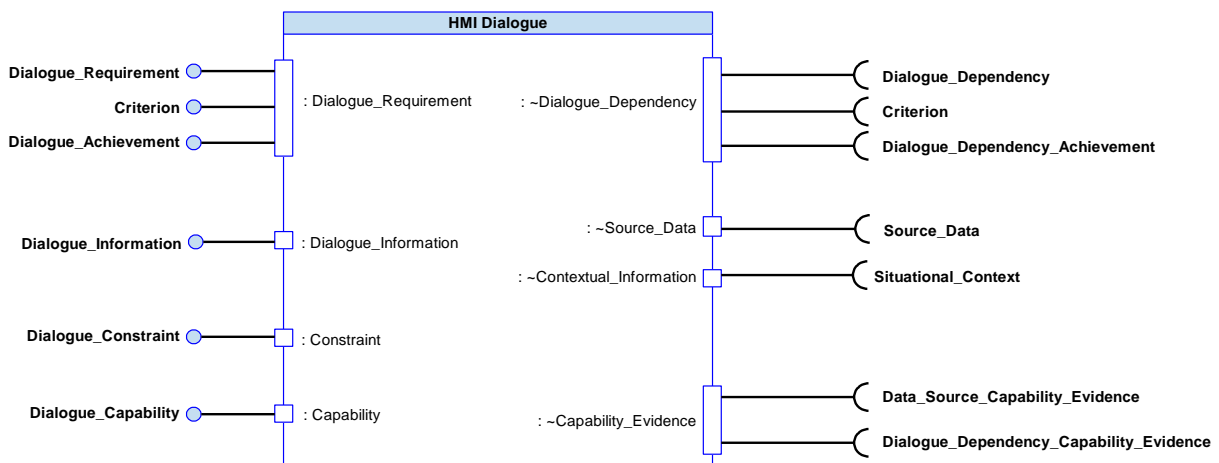 HMI Dialogue
Dialogue_Requirement
Criterion
Dialogue_Achievement
: Dialogue_Requirement
: ~Dialogue_Dependency
Dialogue_Dependency
Criterion
Dialogue_Dependency_Achievement
Dialogue_Information
: Dialogue_Information
: ~Source_Data
Source_Data
: ~Contextual_Information
Situational_Context
Dialogue_Constraint
: Constraint
Dialogue_Capability
: Capability
: ~Capability_Evidence
Data_Source_Capability_Evidence
Dialogue_Dependency_Capability_Evidence